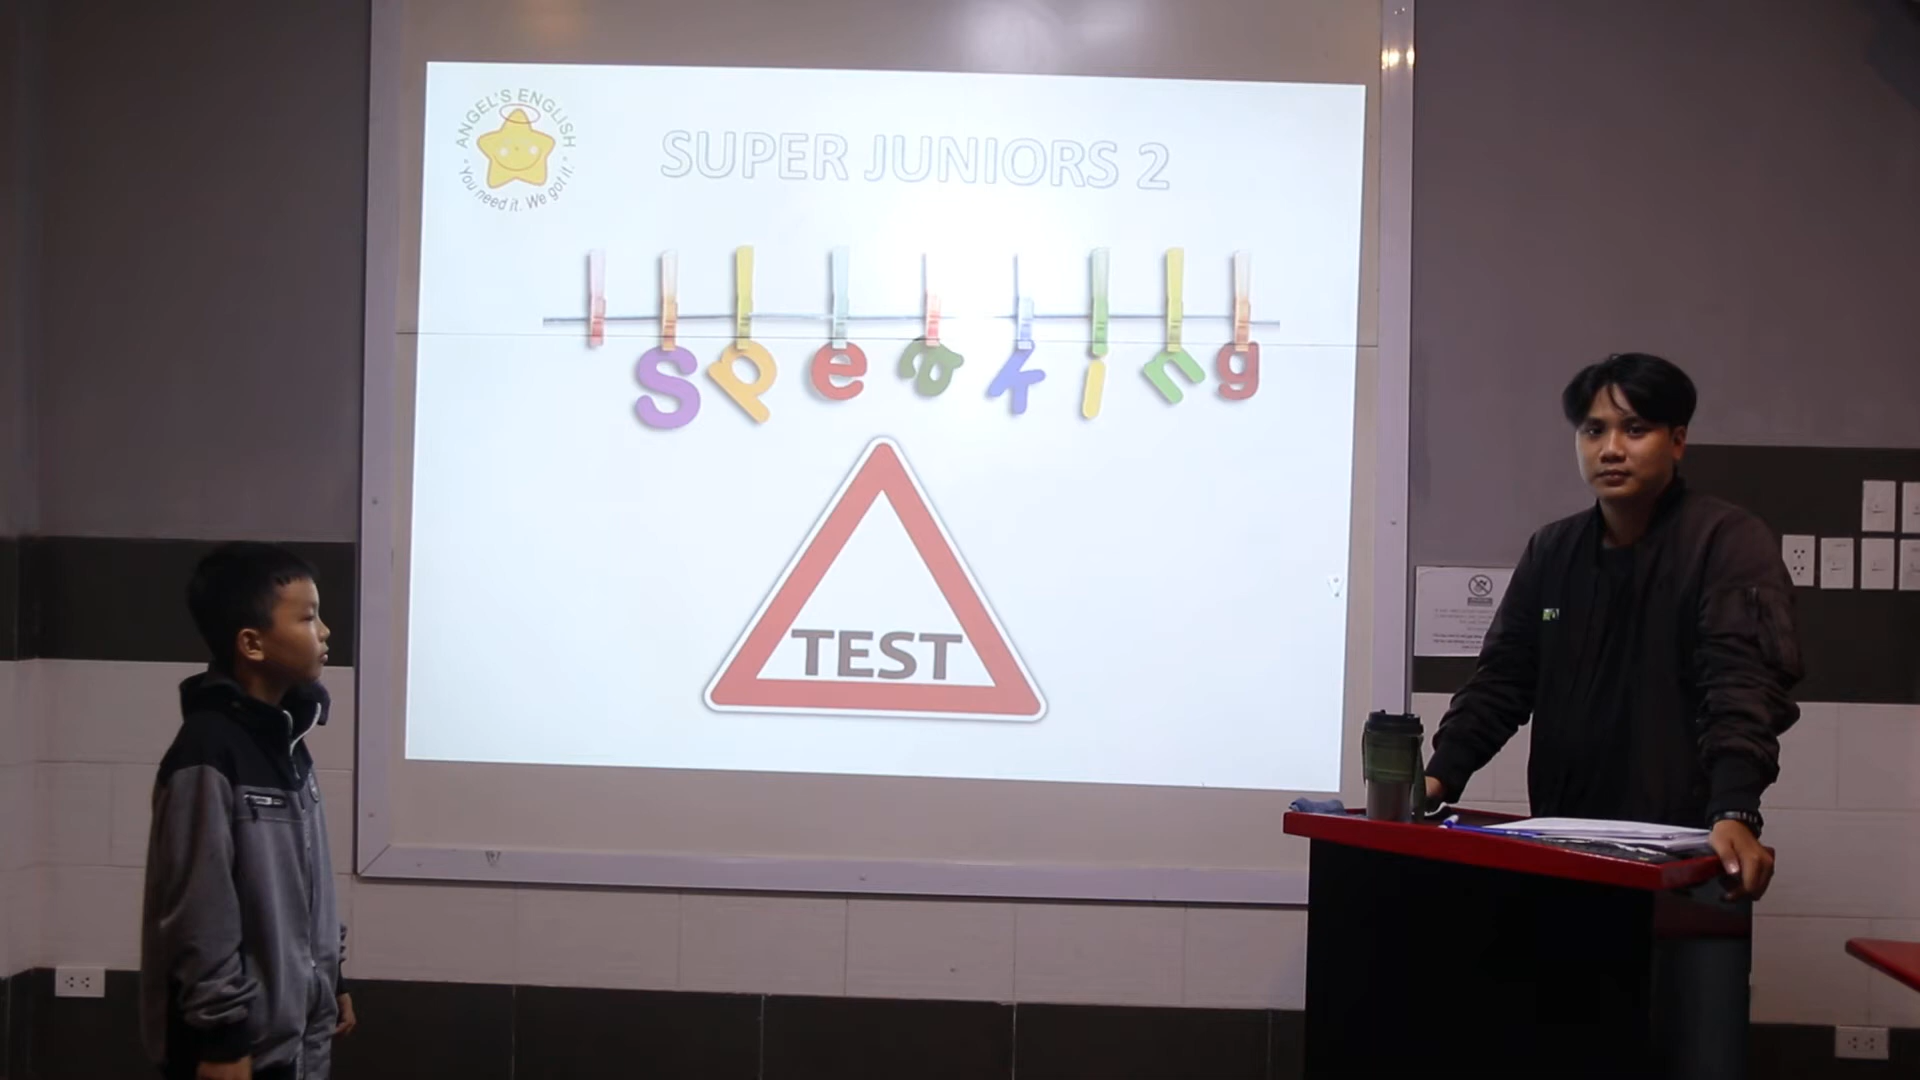 ANGEL'S ENGLISH
You need it. We got it.
SUPER JUNIORS 2
Speaking
TEST